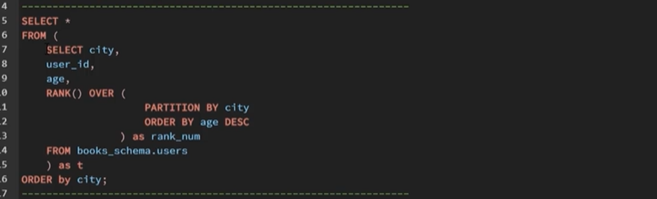 4 --------------------------------------------------------------
5 SELECT *
6 FROM (
7 SELECT city,
8 user_id,
9 age,
0 RANK() OVER (
1 PARTITION BY city
2 ORDER BY age DESC
3 ) as rank_num
4 FROM books_schema.users
5 ) as t
6 ORDER by city;
7 --------------------------------------------------------------